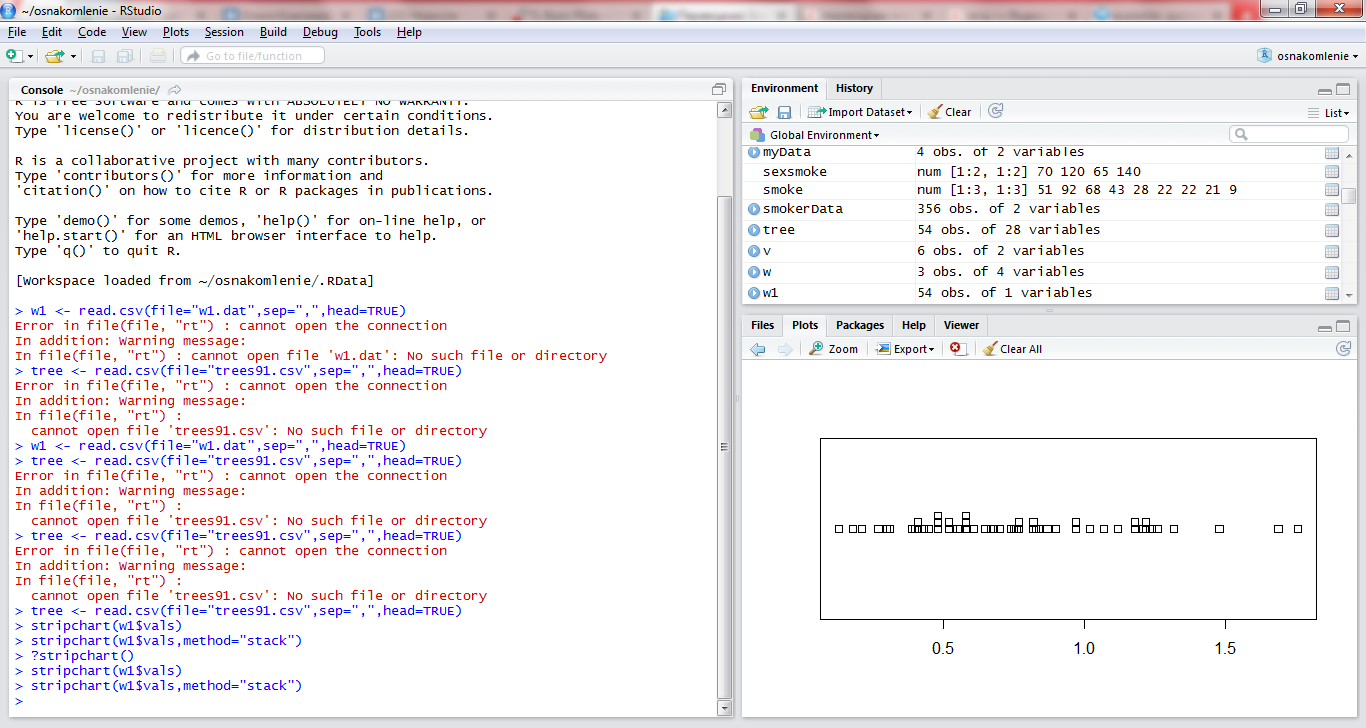 ~/osnakomlenie - RStudio
File Edit Code View Plots Session Build Debug Tools Help
Go to file/function
osnakomlenie
Console ~/osnakomlenie/
R is free software and comes with ABSOLUTELY NO WARRANTY.
You are welcome to redistribute it under certain conditions.
Type 'license()' or 'licence()' for distribution details.
R is a collaborative project with many contributors.
Type 'contributors()' for more information and
'citation()' on how to cite R or R packages in publications.
Type 'demo()' for some demos, 'help()' for on-line help, or
'help.start()' for an HTML browser interface to help.
Type 'q()' to quit R.
[Workspace loaded from ~/osnakomlenie/.RData]
> w1 <- read.csv(file="w1.dat",sep=",",head=TRUE)
Error in file(file, "rt") : cannot open the connection
In addition: Warning message:
In file(file, "rt") : cannot open file 'w1.dat': No such file or directory
> tree <- read.csv(file="trees91.csv",sep=",",head=TRUE)
Error in file(file, "rt") : cannot open the connection
In addition: Warning message:
In file(file, "rt") :
cannot open file 'trees91.csv': No such file or directory
> w1 <- read.csv(file="w1.dat",sep=",",head=TRUE)
> tree <- read.csv(file="trees91.csv",sep=",",head=TRUE)
Error in file(file, "rt") : cannot open the connection
In addition: Warning message:
In file(file, "rt") :
cannot open file 'trees91.csv': No such file or directory
> tree <- read.csv(file="trees91.csv",sep=",",head=TRUE)
Error in file(file, "rt") : cannot open the connection
In addition: Warning message:
In file(file, "rt") :
cannot open file 'trees91.csv': No such file or directory
> tree <- read.csv(file="trees91.csv",sep=",",head=TRUE)
> stripchart(w1$vals)
> stripchart(w1$vals,method="stack")
> ?stripchart()
> stripchart(w1$vals)
> stripchart(w1$vals,method="stack")
>
Environment History
Import Dataset Clear List
Global Environment
myData 4 obs. of 2 variables
sexsmoke num [1:2, 1:2] 70 120 65 140
smoke num [1:3, 1:3] 51 92 68 43 28 22 22 21 9
smokerData 356 obs. of 2 variables
tree 54 obs. of 28 variables
v 6 obs. of 2 variables
w 3 obs. of 4 variables
w1 54 obs. of 1 variables
Files Plots Packages Help Viewer
Zoom Export Clear All
0.5 1.0 1.5